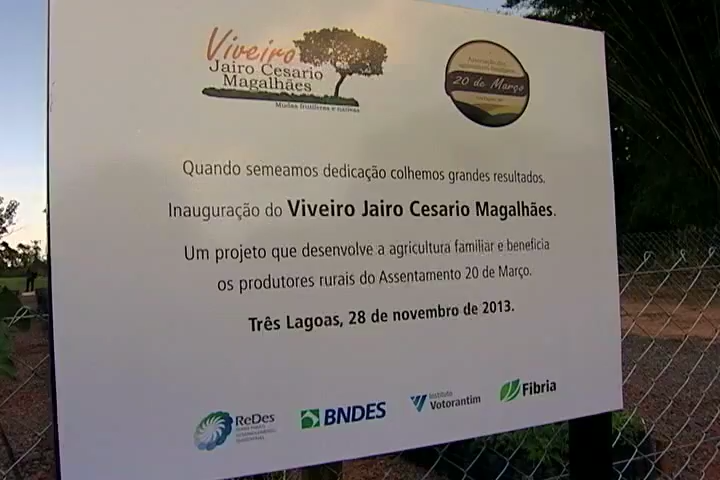 Viveiro
Jairo Cesario
Magalhães
Mudas frutíferas e nativas
20 de Março
Quando semeamos dedicação colhemos grandes resultados.
Inauguração do Viveiro Jairo Cesario Magalhães.
Um projeto que desenvolve a agricultura familiar e beneficia
os produtores rurais do Assentamento 20 de Março.
Três Lagoas, 28 de novembro de 2013.
ReDes
BNDES
Instituto
Votorantim
Fibria